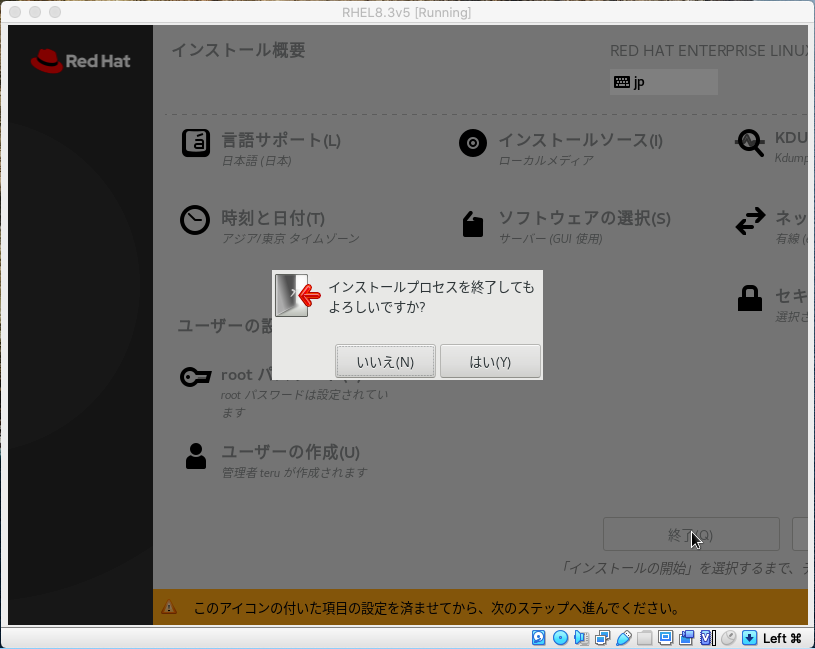 RHEL8.3v5 [Running]
Red Hat
インストール概要
RED HAT ENTERPRISE LINUX
jp
言語サポート(L)
日本語 (日本)
インストールソース(I)
ローカルメディア
KDU
Kdump
時刻と日付(T)
アジア/東京 タイムゾーン
ソフトウェアの選択(S)
サーバー (GUI 使用)
ネッ
有線 (e
インストールプロセスを終了しても
よろしいですか?
いいえ(N)
はい(Y)
セキ
選択さ
ユーザーの設
root パ
root パスワードは設定されてい
ます
ユーザーの作成(U)
管理者 teru が作成されます
終了(Q)
「インストールの開始」を選択するまで、デ
このアイコンの付いた項目の設定を済ませてから、次のステップへ進んでください。
Left ⌘